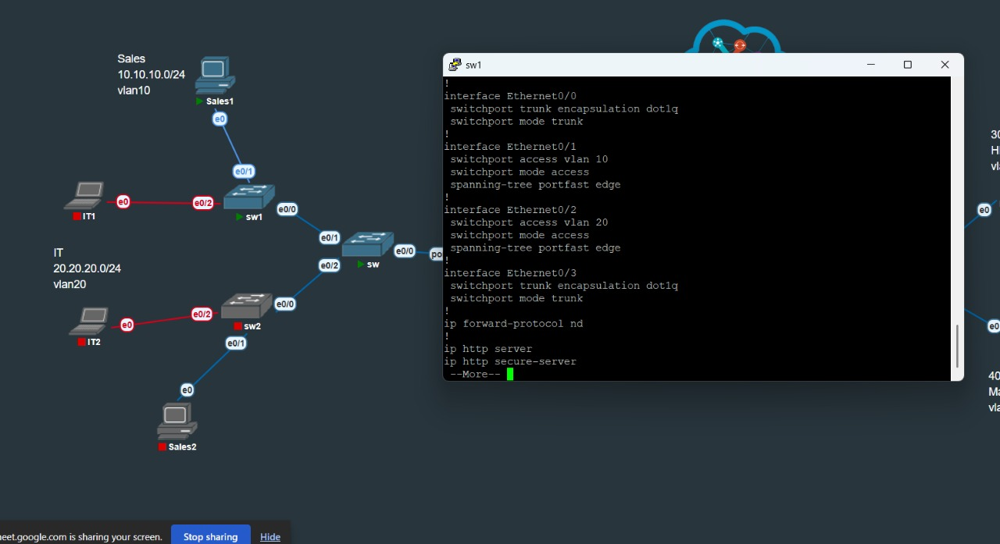 Sales
10.10.10.0/24
vlan10
Sales1
e0
e0/1
e0
e0/2
IT1
sw1
e0/0
IT
20.20.20.0/24
vlan20
e0/1
e0/0
sw
e0/2
e0
e0/2
IT2
sw2
e0/0
e0/1
e0
Sales2
po
sw1
!
interface Ethernet0/0
switchport trunk encapsulation dot1q
switchport mode trunk
!
interface Ethernet0/1
switchport access vlan 10
switchport mode access
spanning-tree portfast edge
!
interface Ethernet0/2
switchport access vlan 20
switchport mode access
spanning-tree portfast edge
!
interface Ethernet0/3
switchport trunk encapsulation dot1q
switchport mode trunk
!
ip forward-protocol nd
!
ip http server
ip http secure-server
--More--
30
H
vl
e0
e0
40
Ma
vla
neet.google.com is sharing your screen.
Stop sharing
Hide